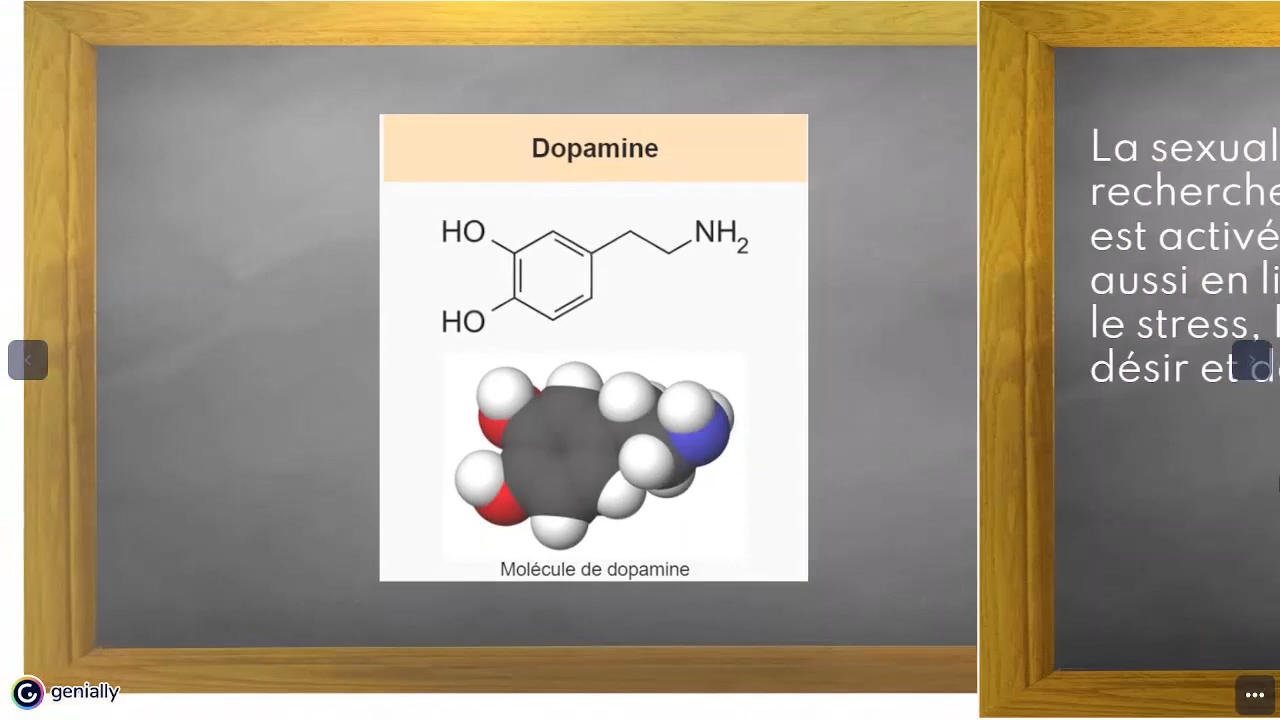 Dopamine
HO
NH2
HO
Molécule de dopamine
La sexual
recherche
est activé
aussi en li
le stress,
désir et
genially